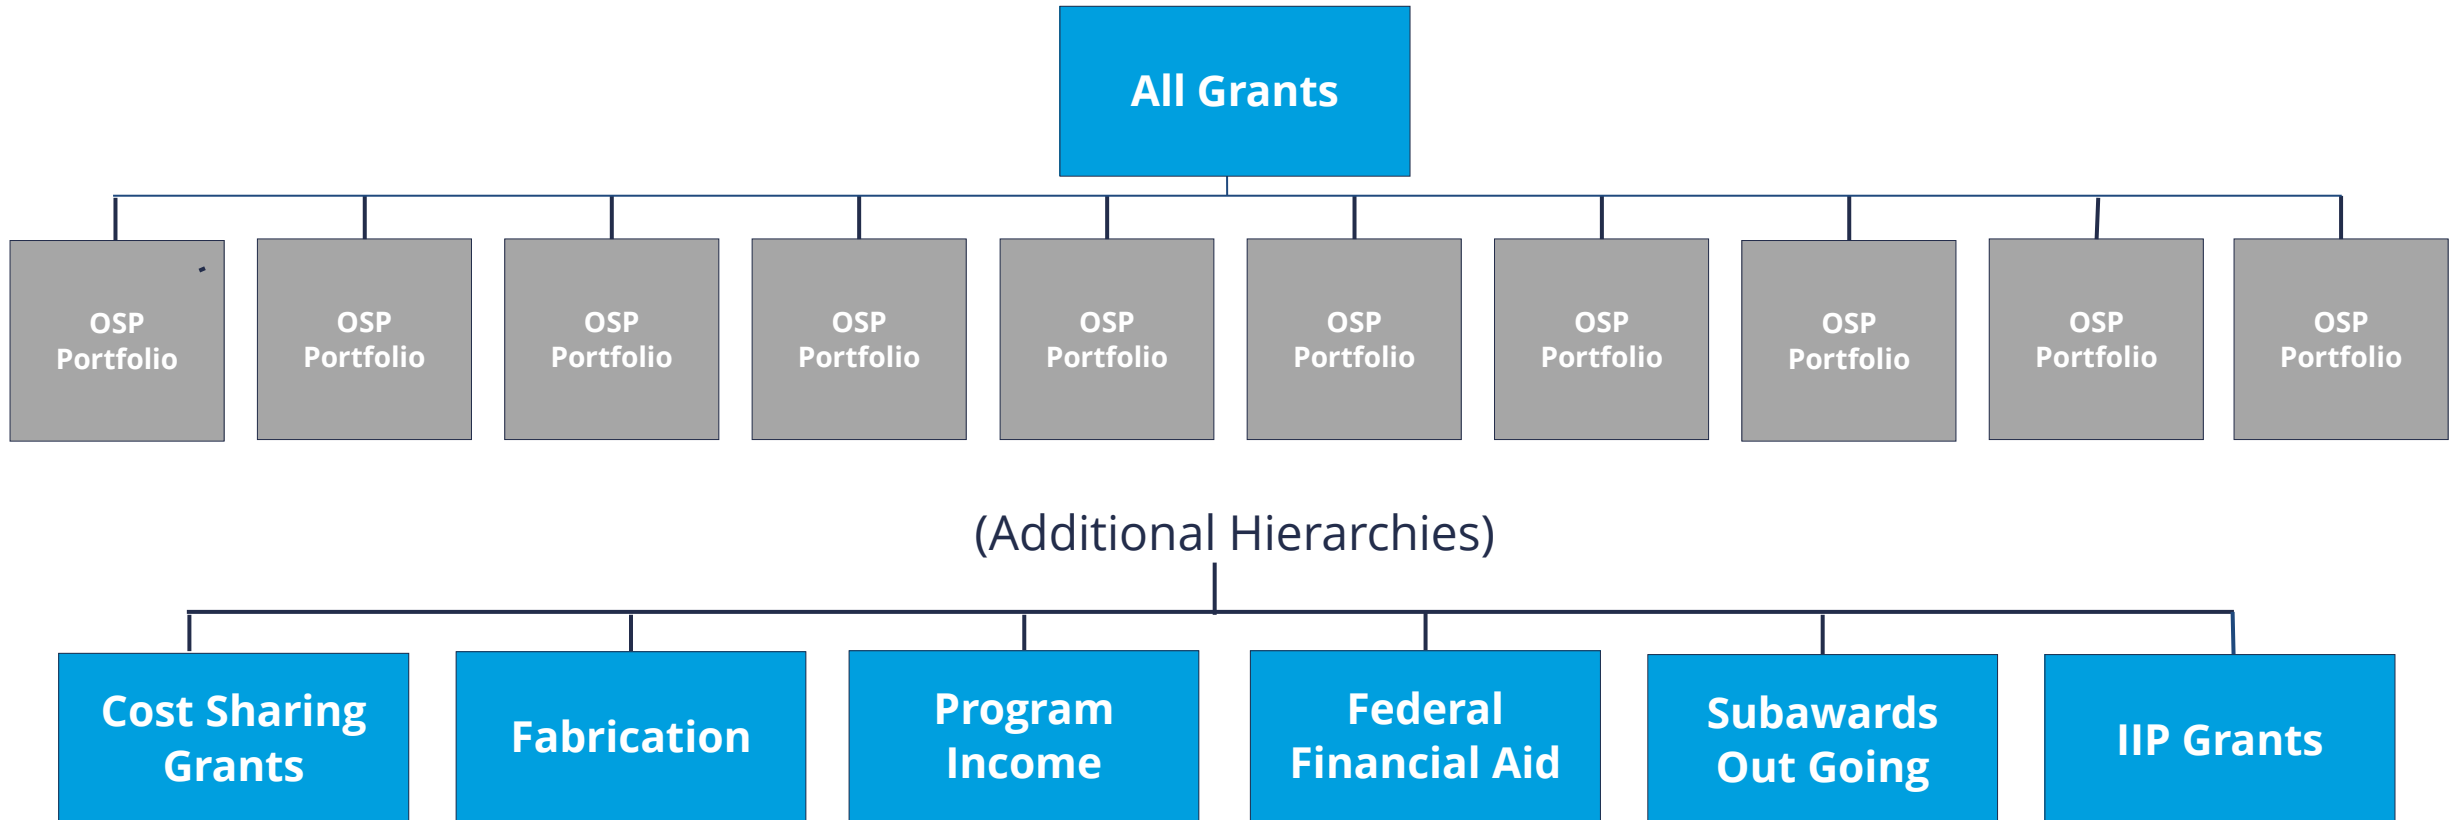 All Grants
OSP
Portfolio
OSP
Portfolio
OSP
Portfolio
OSP
Portfolio
OSP
Portfolio
OSP
Portfolio
OSP
Portfolio
OSP
Portfolio
OSP
Portfolio
OSP
Portfolio
(Additional Hierarchies)
Cost Sharing
Grants
Fabrication
Program
Income
Federal
Financial Aid
Subawards
Out Going
IIP Grants